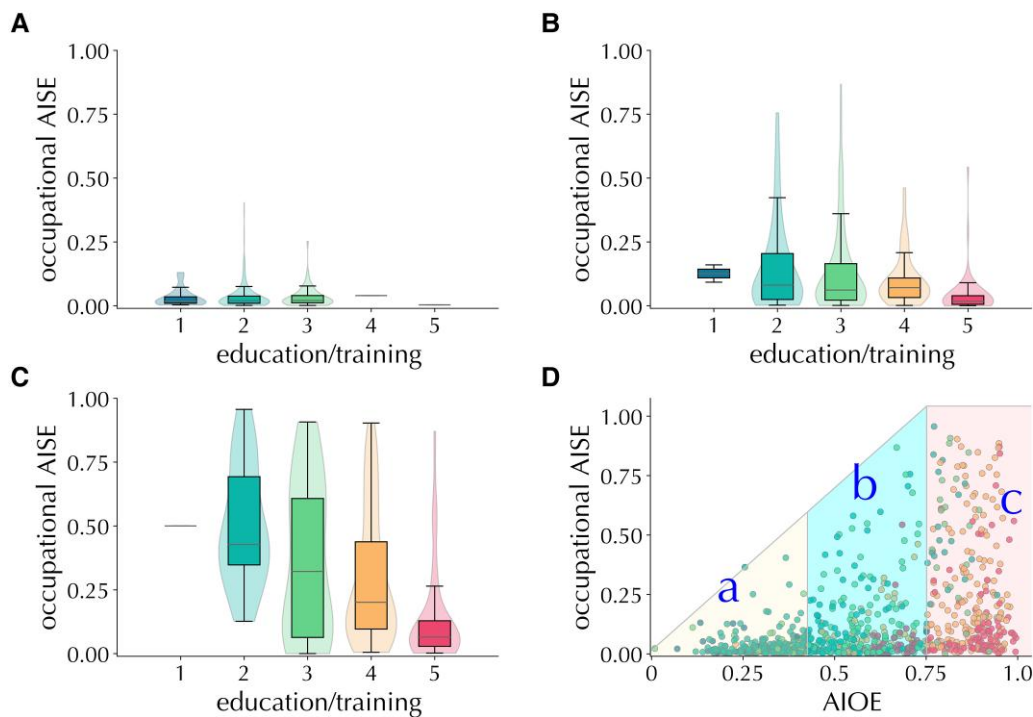 A
occupational AISE
1.00
0.75
0.50
0.25
0.00
1 2 3 4 5
education/training
B
occupational AISE
1.00
0.75
0.50
0.25
0.00
1 2 3 4 5
education/training
C
occupational AISE
1.00
0.75
0.50
0.25
0.00
1 2 3 4 5
education/training
D
occupational AISE
1.00
0.75
0.50
0.25
0.00
a
b
c
0 0.25 0.50 0.75 1.0
AIOE